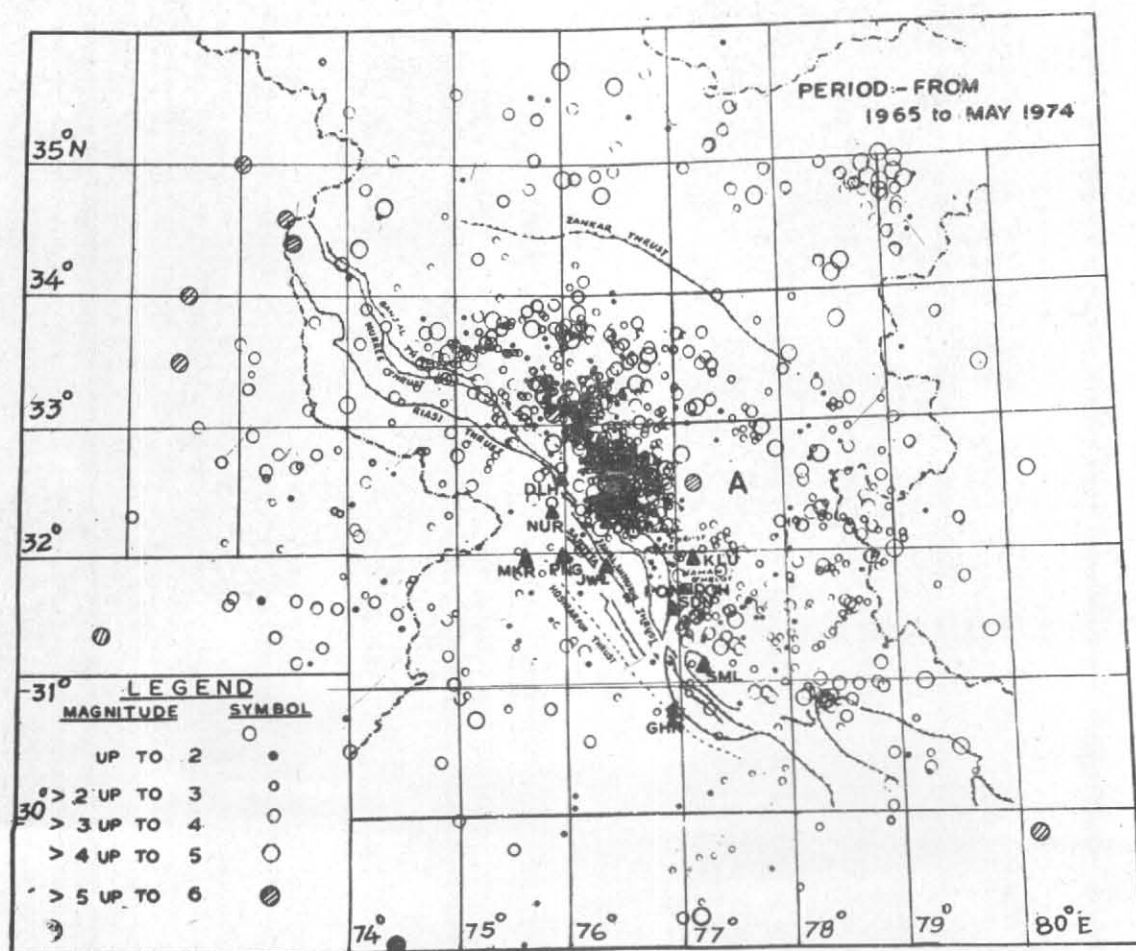 PERIOD:- FROM
1965 to MAY 1974
35°N
ZANKAR THRUST
34°
MURREE THRUST
33°
RIASI THRUST
A
DLH
NUR
32°
MKR
JWL
KLU
SML
31°
GHR
LEGEND
MAGNITUDE SYMBOL
UP TO 2
> 2 UP TO 3
30°
> 3 UP TO 4
> 4 UP TO 5
> 5 UP TO 6
74° 75° 76° 77° 78° 79° 80°E